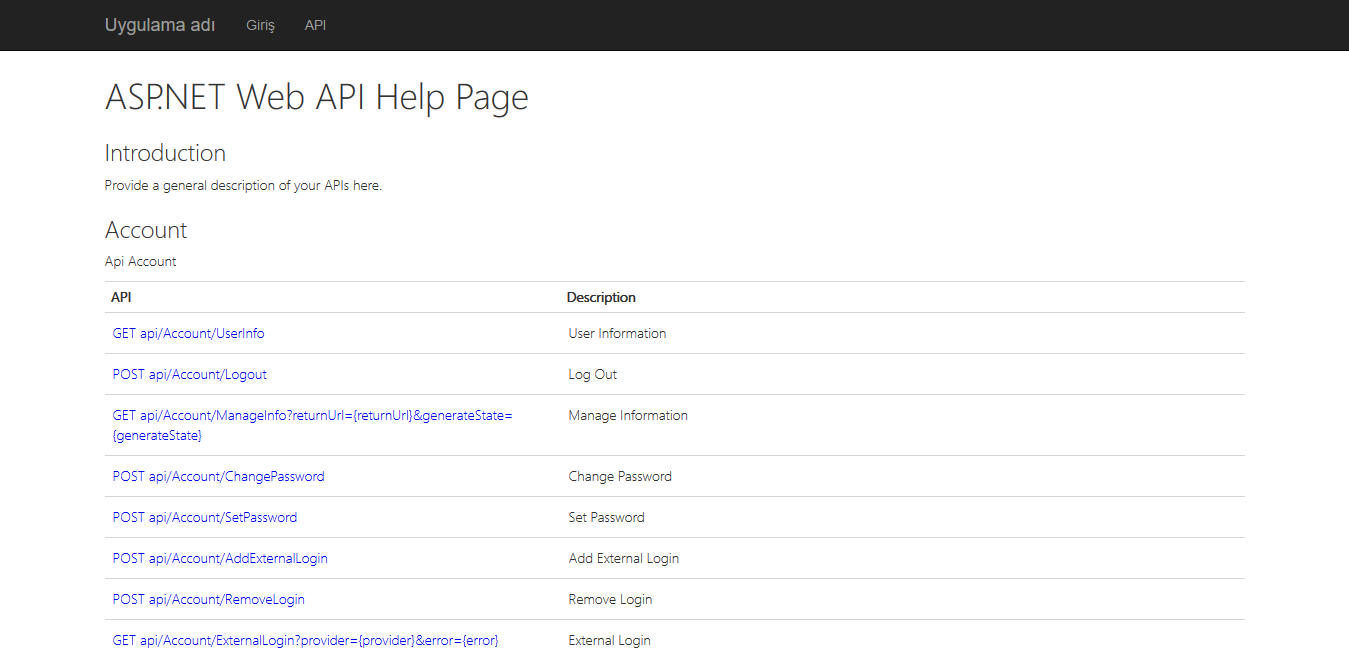 Uygulama adı Giriş API
ASP.NET Web API Help Page
Introduction
Provide a general description of your APIs here.
Account
Api Account
API Description
GET api/Account/UserInfo User Information
POST api/Account/Logout Log Out
GET api/Account/ManageInfo?returnUrl={returnUrl}&generateState= Manage Information
{generateState}
POST api/Account/ChangePassword Change Password
POST api/Account/SetPassword Set Password
POST api/Account/AddExternalLogin Add External Login
POST api/Account/RemoveLogin Remove Login
GET api/Account/ExternalLogin?provider={provider}&error={error} External Login